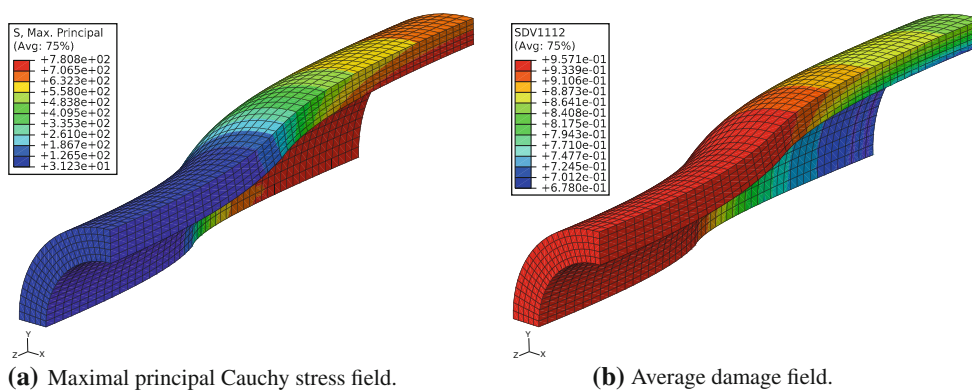 S, Max. Principal
(Avg: 75%)
+7.808e+02
+7.065e+02
+6.323e+02
+5.580e+02
+4.838e+02
+4.095e+02
+3.353e+02
+2.610e+02
+1.867e+02
+1.265e+02
+3.123e+01
Y
Z X
(a) Maximal principal Cauchy stress field.
SDV1112
(Avg: 75%)
+9.571e-01
+9.339e-01
+9.106e-01
+8.873e-01
+8.641e-01
+8.408e-01
+8.175e-01
+7.943e-01
+7.710e-01
+7.477e-01
+7.245e-01
+7.012e-01
+6.780e-01
Y
Z X
(b) Average damage field.